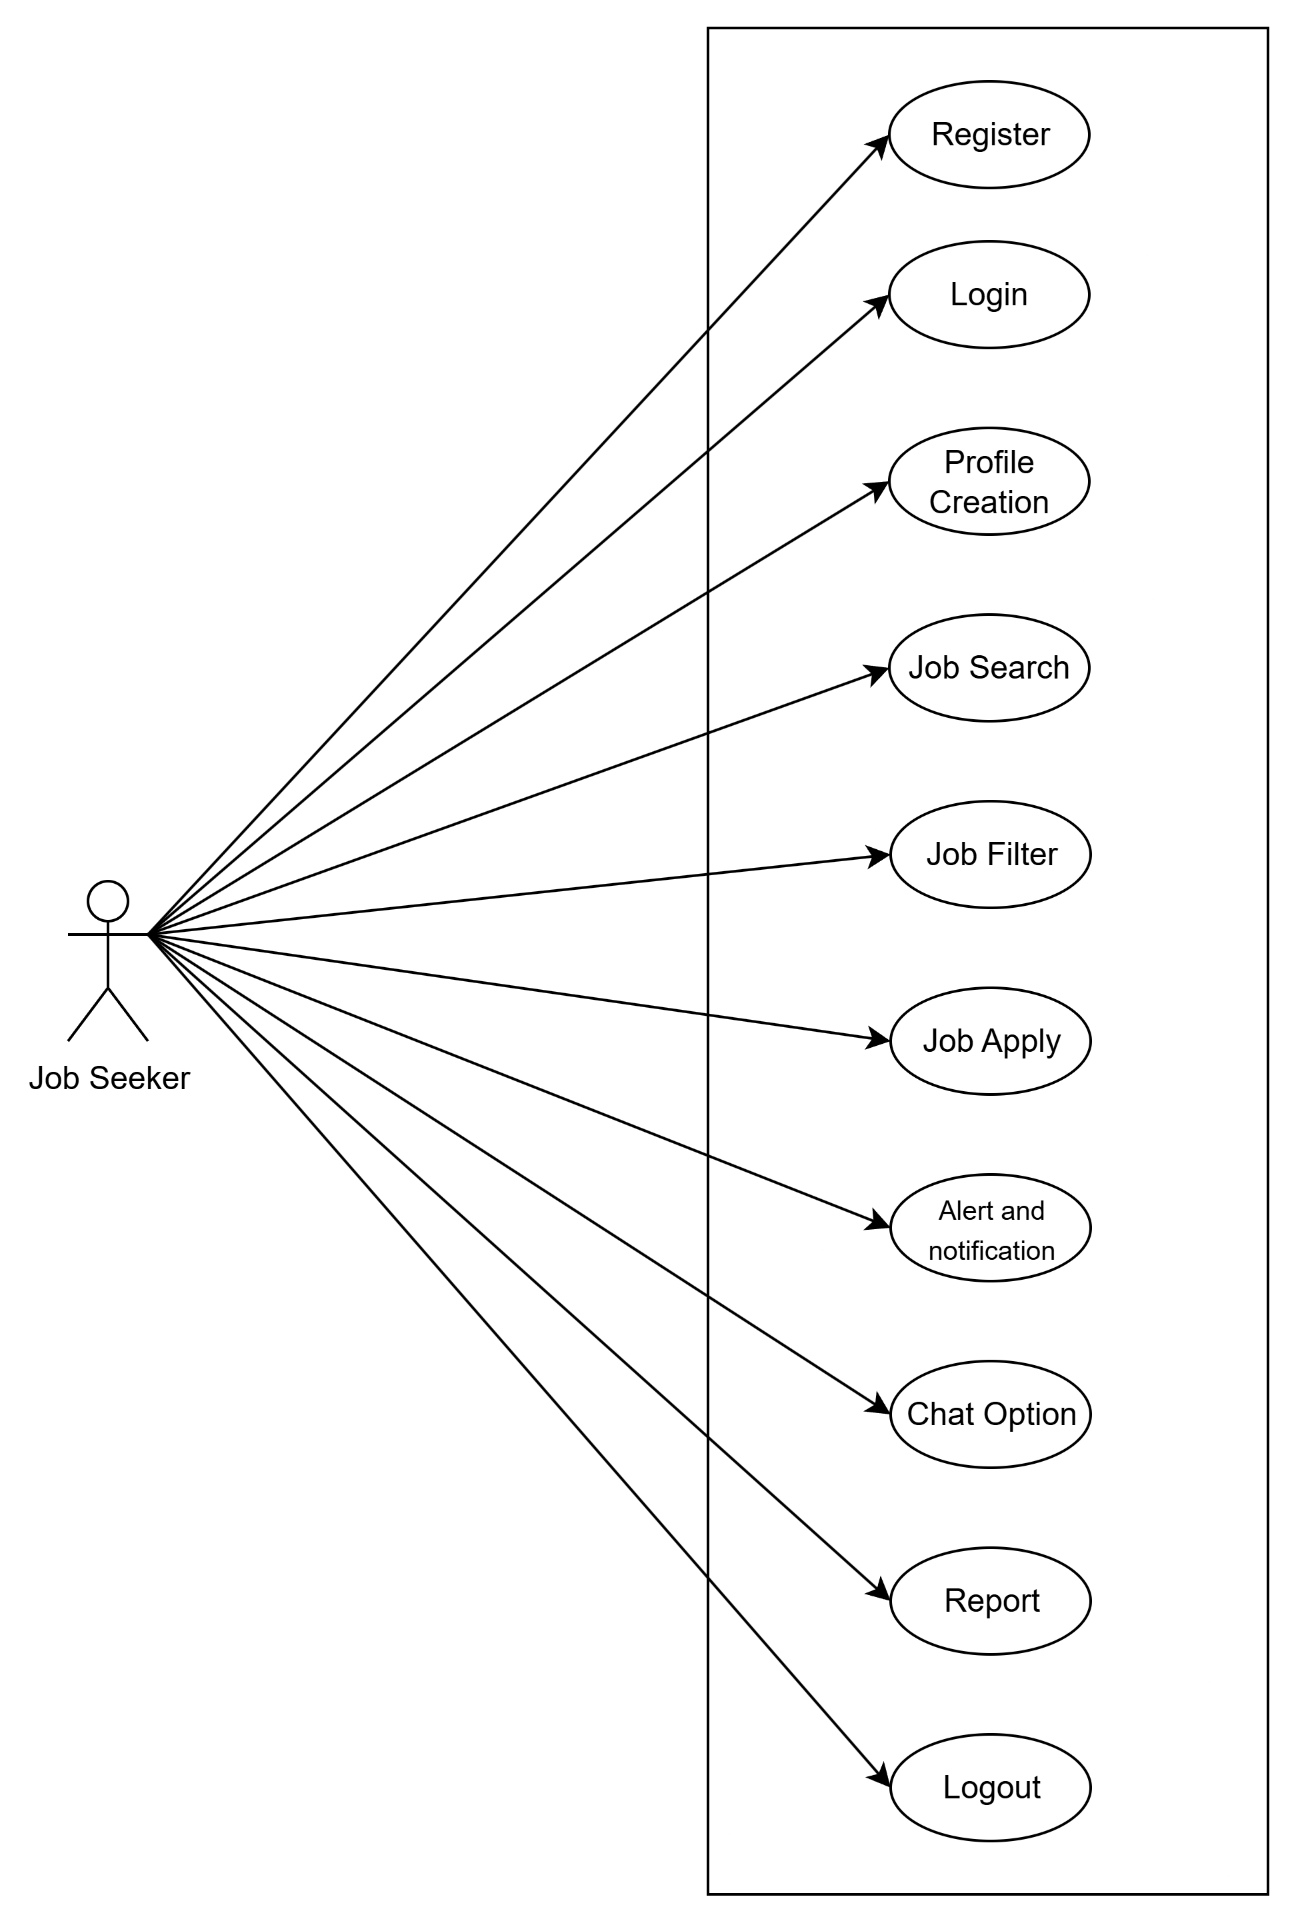 Register
Login
Profile
Creation
Job Search
Job Filter
Job Seeker
Job Apply
Alert and
notification
Chat Option
Report
Logout